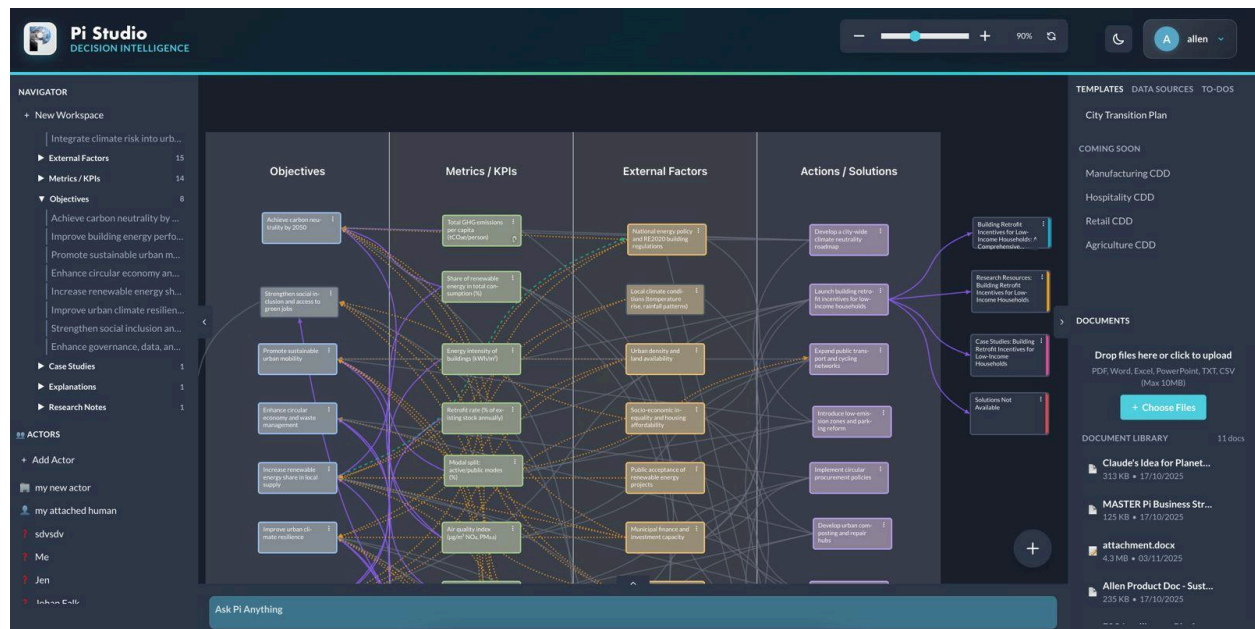 Pi Studio
DECISION INTELLIGENCE
90%
A
allen
NAVIGATOR
+ New Workspace
Integrate climate risk into urb...
External Factors 15
Metrics / KPIs 14
Objectives 8
Achieve carbon neutrality by ...
Improve building energy perfo...
Promote sustainable urban m...
Enhance circular economy an...
Increase renewable energy sh...
Improve urban climate resilien...
Strengthen social inclusion an...
Enhance governance, data, an...
Case Studies 1
Explanations 1
Research Notes 1
ACTORS
+ Add Actor
my new actor
my attached human
? sdvsdv
? Me
? Jen
? Johan Falk
Objectives
Achieve carbon neu-
trality by 2050
Strengthen social in-
clusion and access to
green jobs
Promote sustainable
urban mobility
Enhance circular
economy and waste
management
Increase renewable
energy share in local
supply
Improve urban cli-
mate resilience
Metrics / KPIs
Total GHG emissions
per capita
(tCO₂e/person)
Share of renewable
energy in total con-
sumption (%)
Energy intensity of
buildings (kWh/m²)
Retrofit rate (% of ex-
isting stock annually)
Modal split:
active/public modes
(%)
Air quality index
(µg/m³ NO₂, PM₂.₅)
External Factors
National energy policy
and RE2020 building
regulations
Local climate condi-
tions (temperature
rise, rainfall patterns)
Urban density and
land availability
Socio-economic in-
equality and housing
affordability
Public acceptance of
renewable energy
projects
Municipal finance and
investment capacity
Actions / Solutions
Develop a city-wide
climate neutrality
roadmap
Launch building retro-
fit incentives for low-
income households
Expand public trans-
port and cycling
networks
Introduce low-emis-
sion zones and park-
ing reform
Implement circular
procurement policies
Develop urban com-
posting and repair
hubs
Building Retrofit
Incentives for Low-
Income Households: A
Comprehensive...
Research Resources:
Building Retrofit
Incentives for Low-
Income Households
Case Studies: Building
Retrofit Incentives for
Low-Income
Households
Solutions Not
Available
Ask Pi Anything
TEMPLATES DATA SOURCES TO-DOS
City Transition Plan
COMING SOON
Manufacturing CDD
Hospitality CDD
Retail CDD
Agriculture CDD
DOCUMENTS
Drop files here or click to upload
PDF, Word, Excel, PowerPoint, TXT, CSV
(Max 10MB)
+ Choose Files
DOCUMENT LIBRARY 11 docs
Claude's Idea for Planet...
313 KB • 17/10/2025
MASTER Pi Business Str...
125 KB • 17/10/2025
attachment.docx
4.3 MB • 03/11/2025
Allen Product Doc - Sust...
235 KB • 17/10/2025